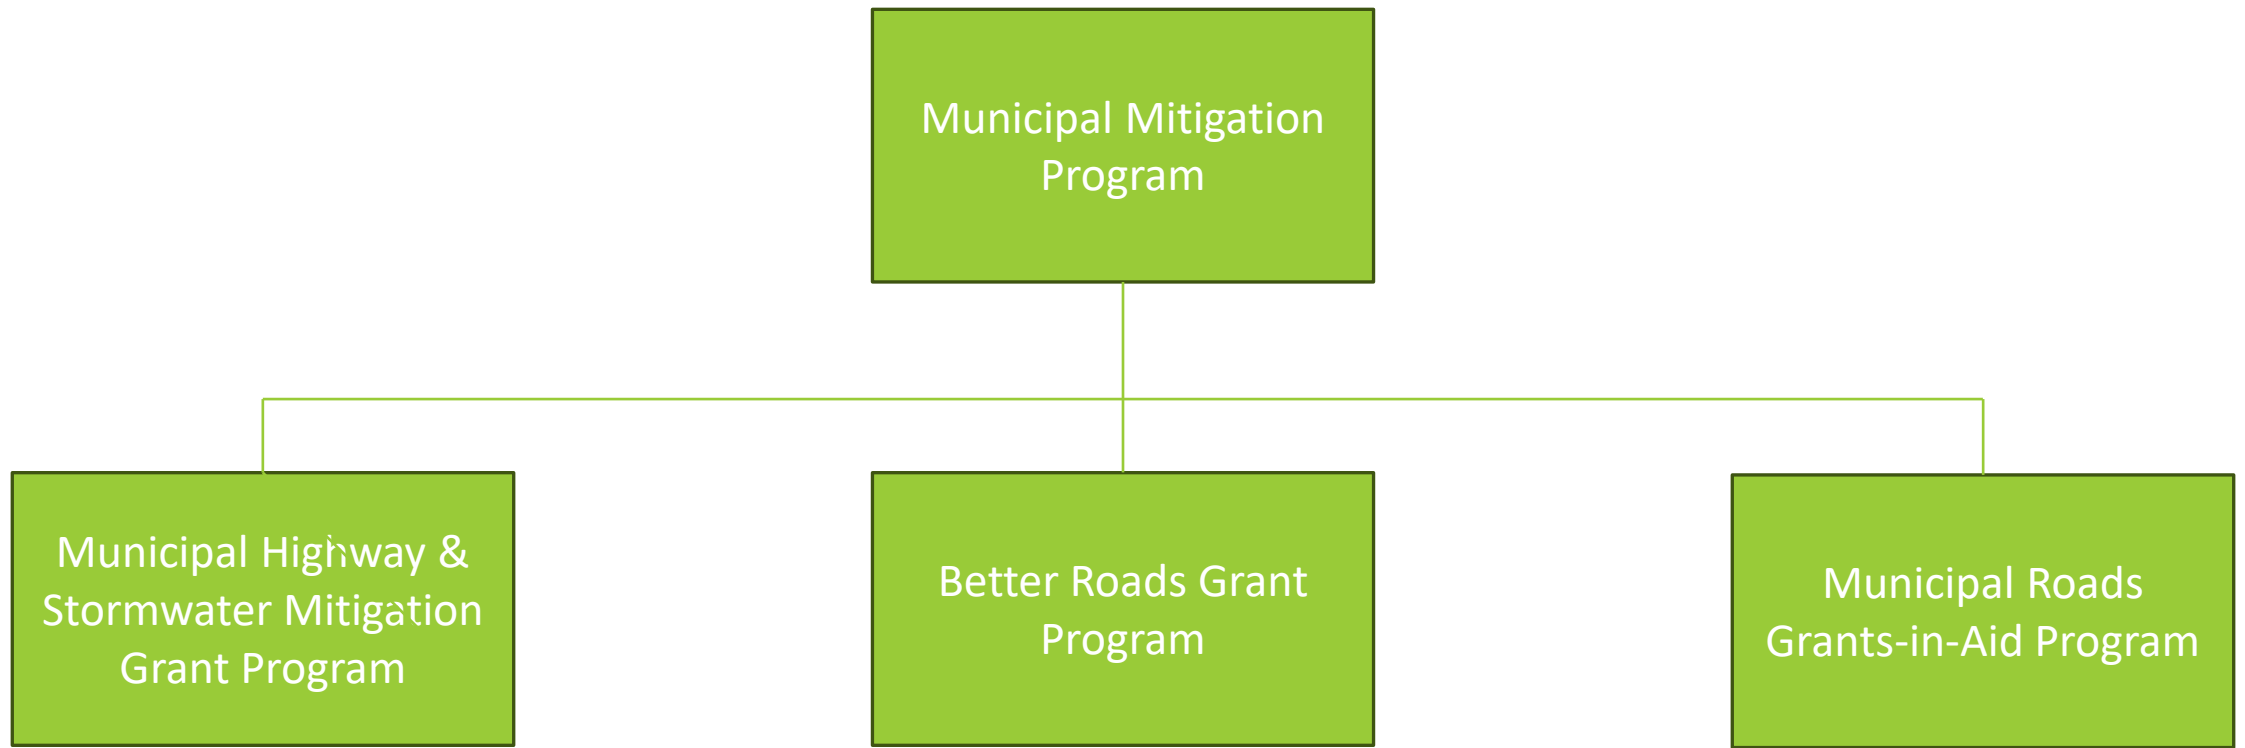 Municipal Mitigation
Program
Municipal Highway &
Stormwater Mitigation
Grant Program
Better Roads Grant
Program
Municipal Roads
Grants-in-Aid Program